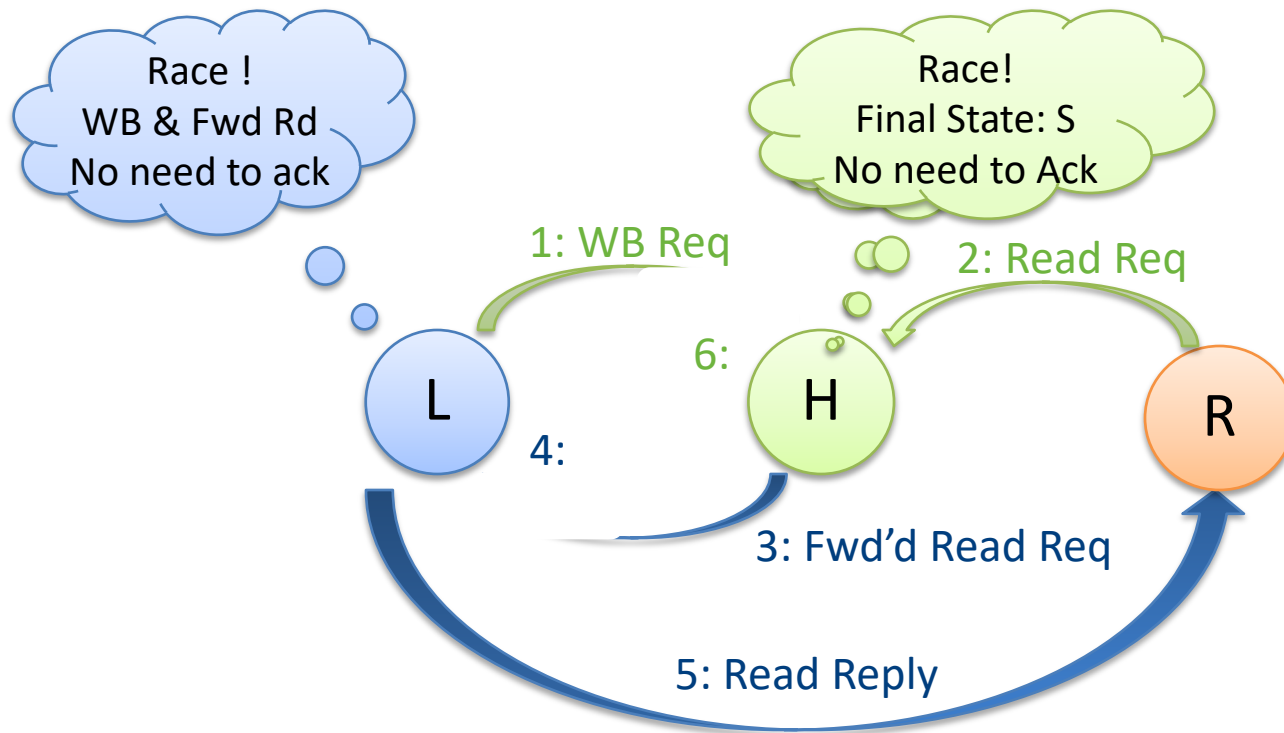 Race !
WB & Fwd Rd
No need to ack
Race!
Final State: S
No need to Ack
1: WB Req
2: Read Req
6:
L
H
R
4:
3: Fwd’d Read Req
5: Read Reply